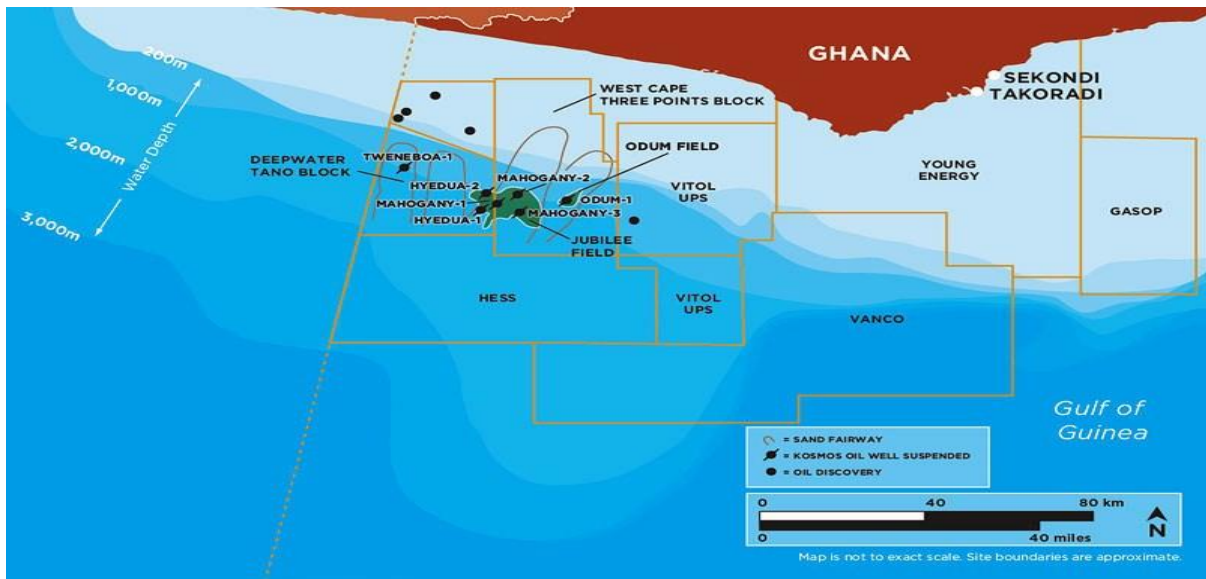 GHANA
SEKONDI
TAKORADI
200m
1,000m
2,000m
3,000m
Water Depth
WEST CAPE
THREE POINTS BLOCK
ODUM FIELD
DEEPWATER
TANO BLOCK
TWENEBOA-1
HYEDUA-2
MAHOGANY-2
MAHOGANY-1
ODUM-1
HYEDUA-1
MAHOGANY-3
JUBILEE
FIELD
VITOL
UPS
YOUNG
ENERGY
GASOP
HESS
VITOL
UPS
VANCO
Gulf of
Guinea
= SAND FAIRWAY
= KOSMOS OIL WELL SUSPENDED
= OIL DISCOVERY
0 40 80 km
0 40 miles
N
Map is not to exact scale. Site boundaries are approximate.